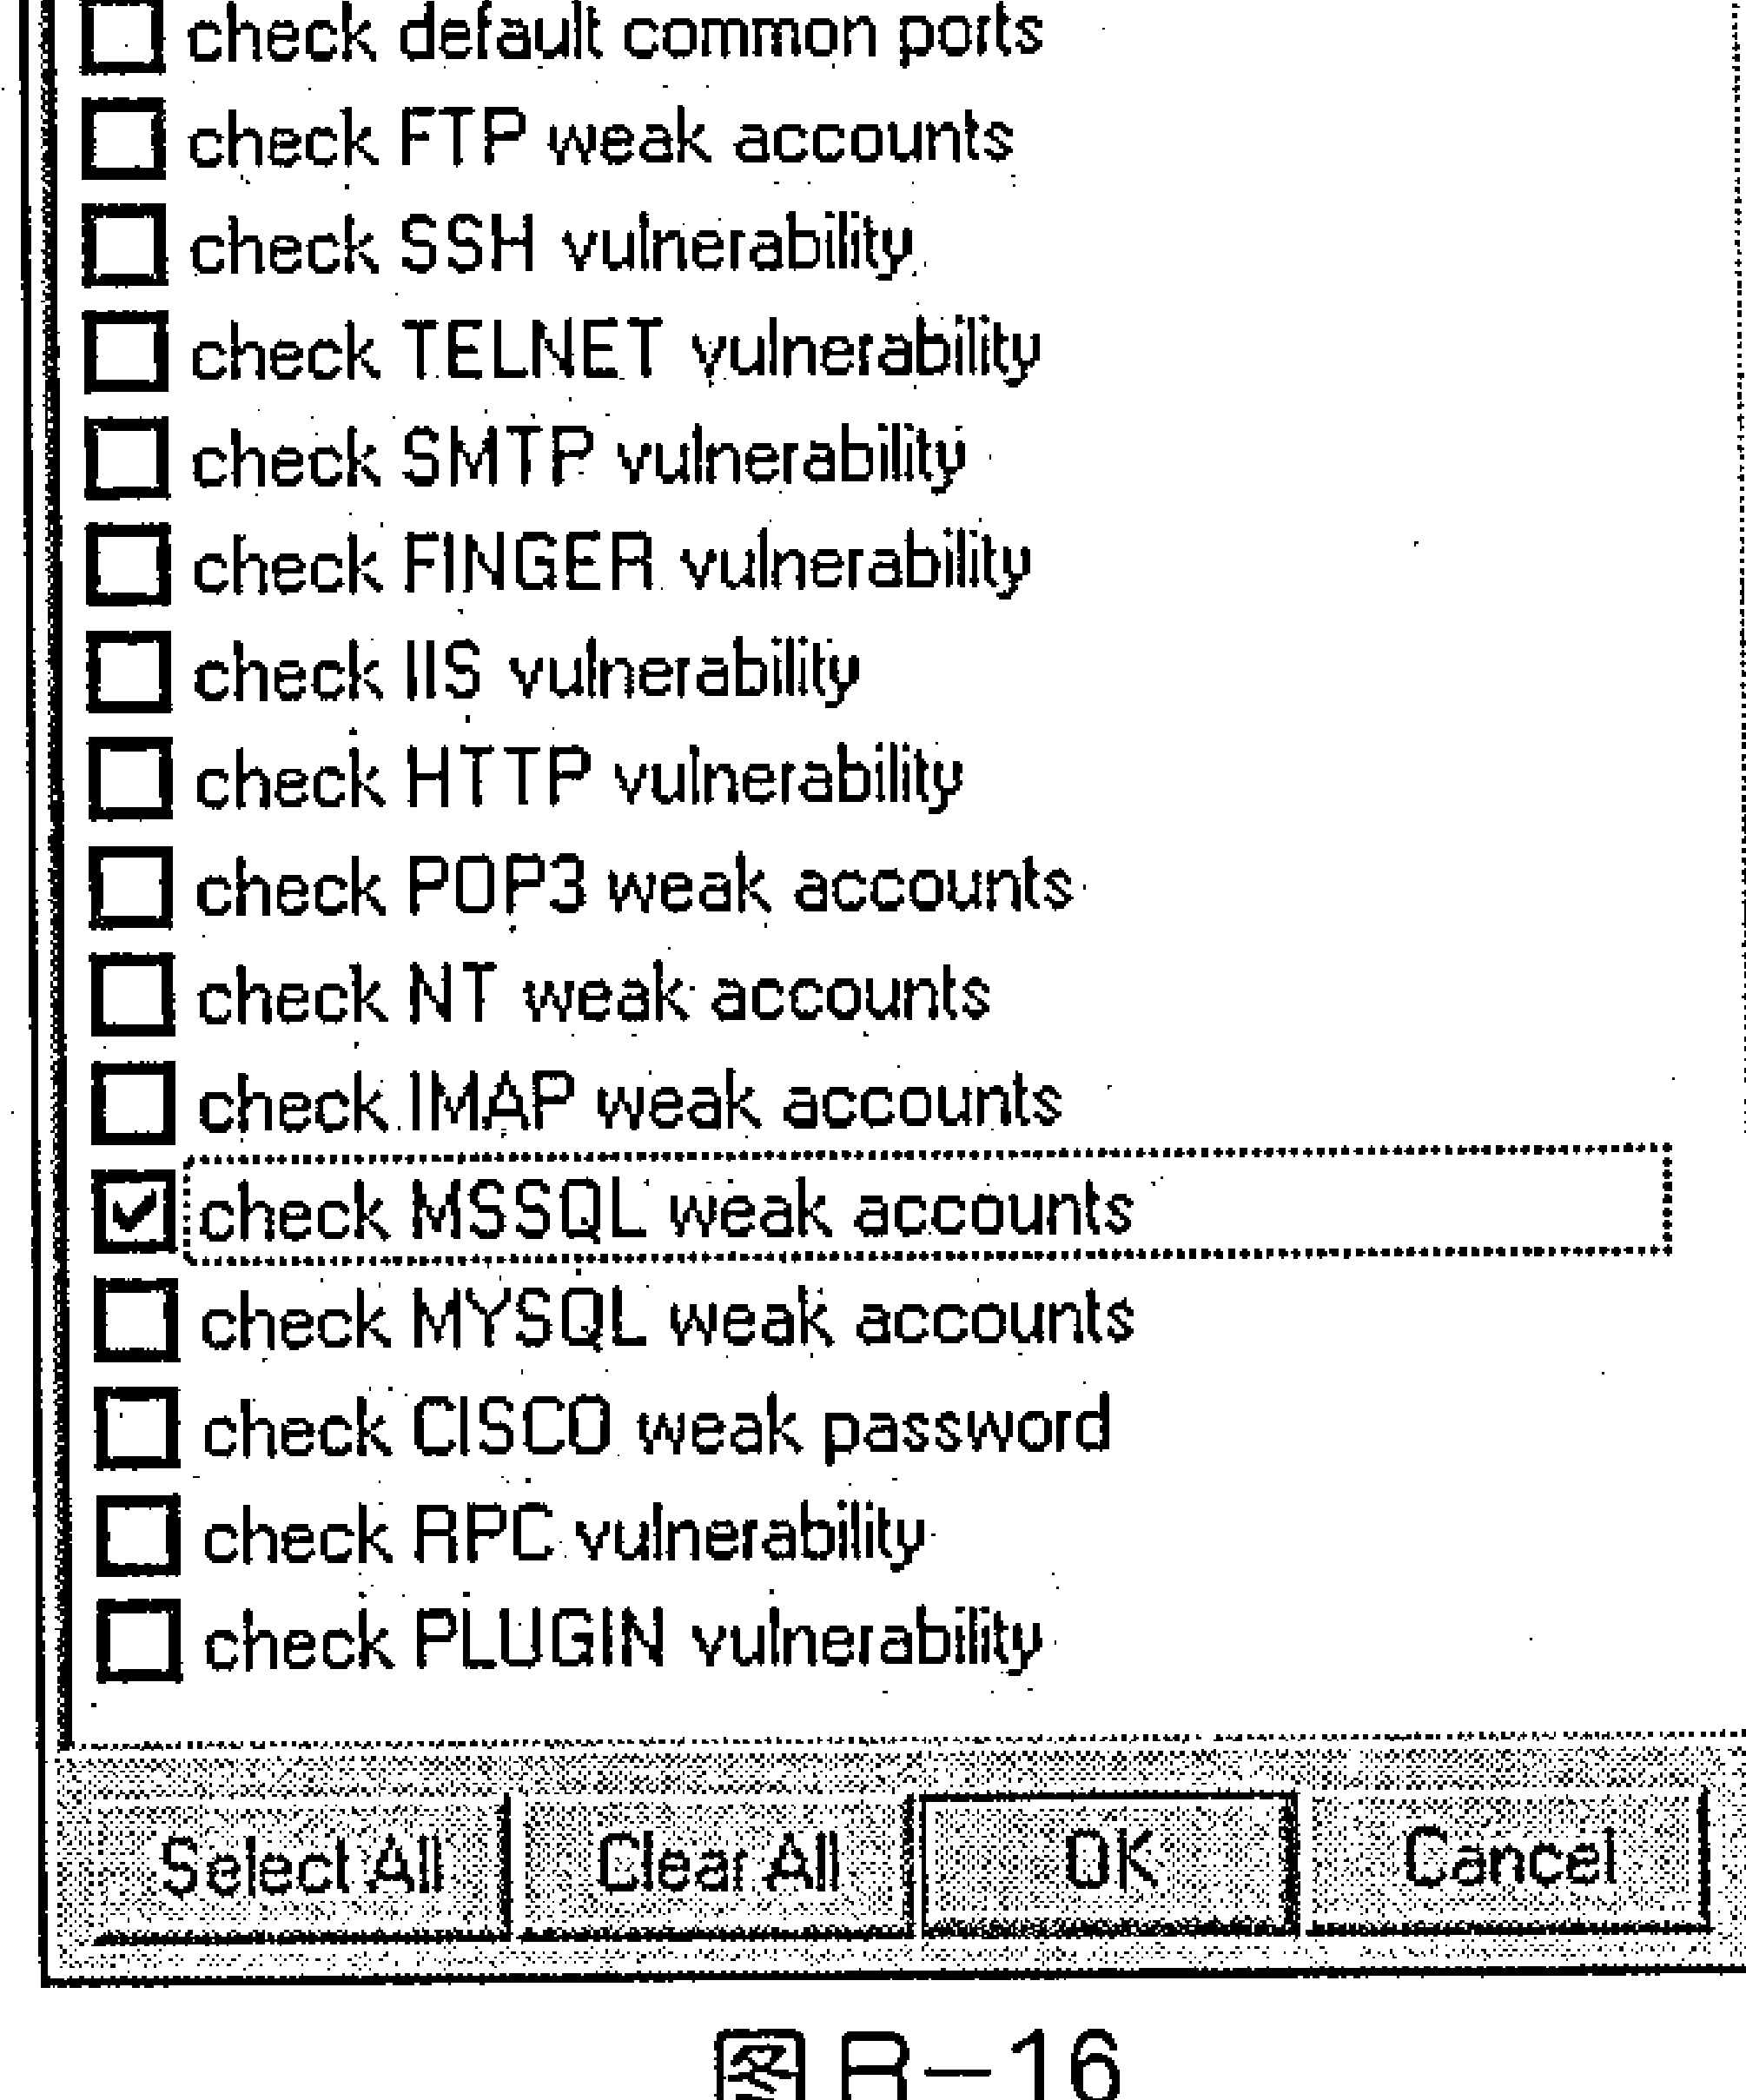 check default common ports
check FTP weak accounts
check SSH vulnerability
check TELNET vulnerability
check SMTP vulnerability
check FINGER vulnerability
check IIS vulnerability
check HTTP vulnerability
check POP3 weak accounts
check NT weak accounts
check IMAP weak accounts
check MSSQL weak accounts
check MYSQL weak accounts
check CISCO weak password
check RPC vulnerability
check PLUGIN vulnerability
Select All Clear All OK Cancel
图 -16